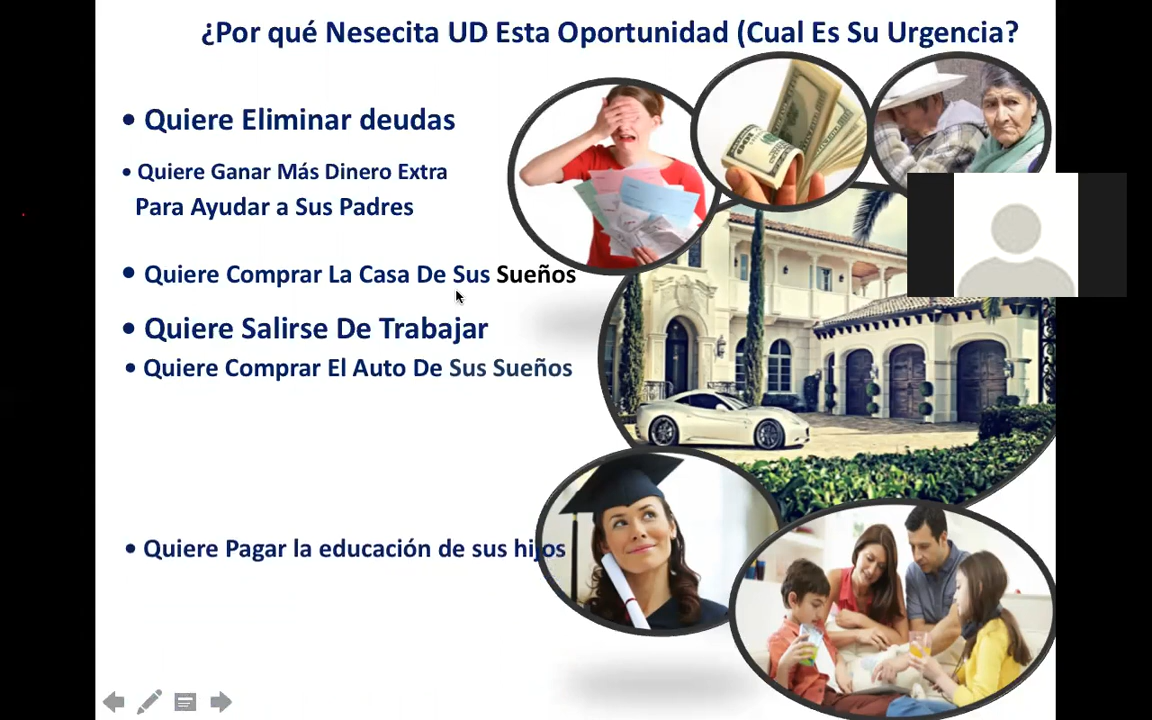 ¿Por qué Nesecita UD Esta Oportunidad (Cual Es Su Urgencia?
• Quiere Eliminar deudas
• Quiere Ganar Más Dinero Extra
Para Ayudar a Sus Padres
• Quiere Comprar La Casa De Sus Sueños
• Quiere Salirse De Trabajar
• Quiere Comprar El Auto De Sus Sueños
• Quiere Pagar la educación de sus hijos